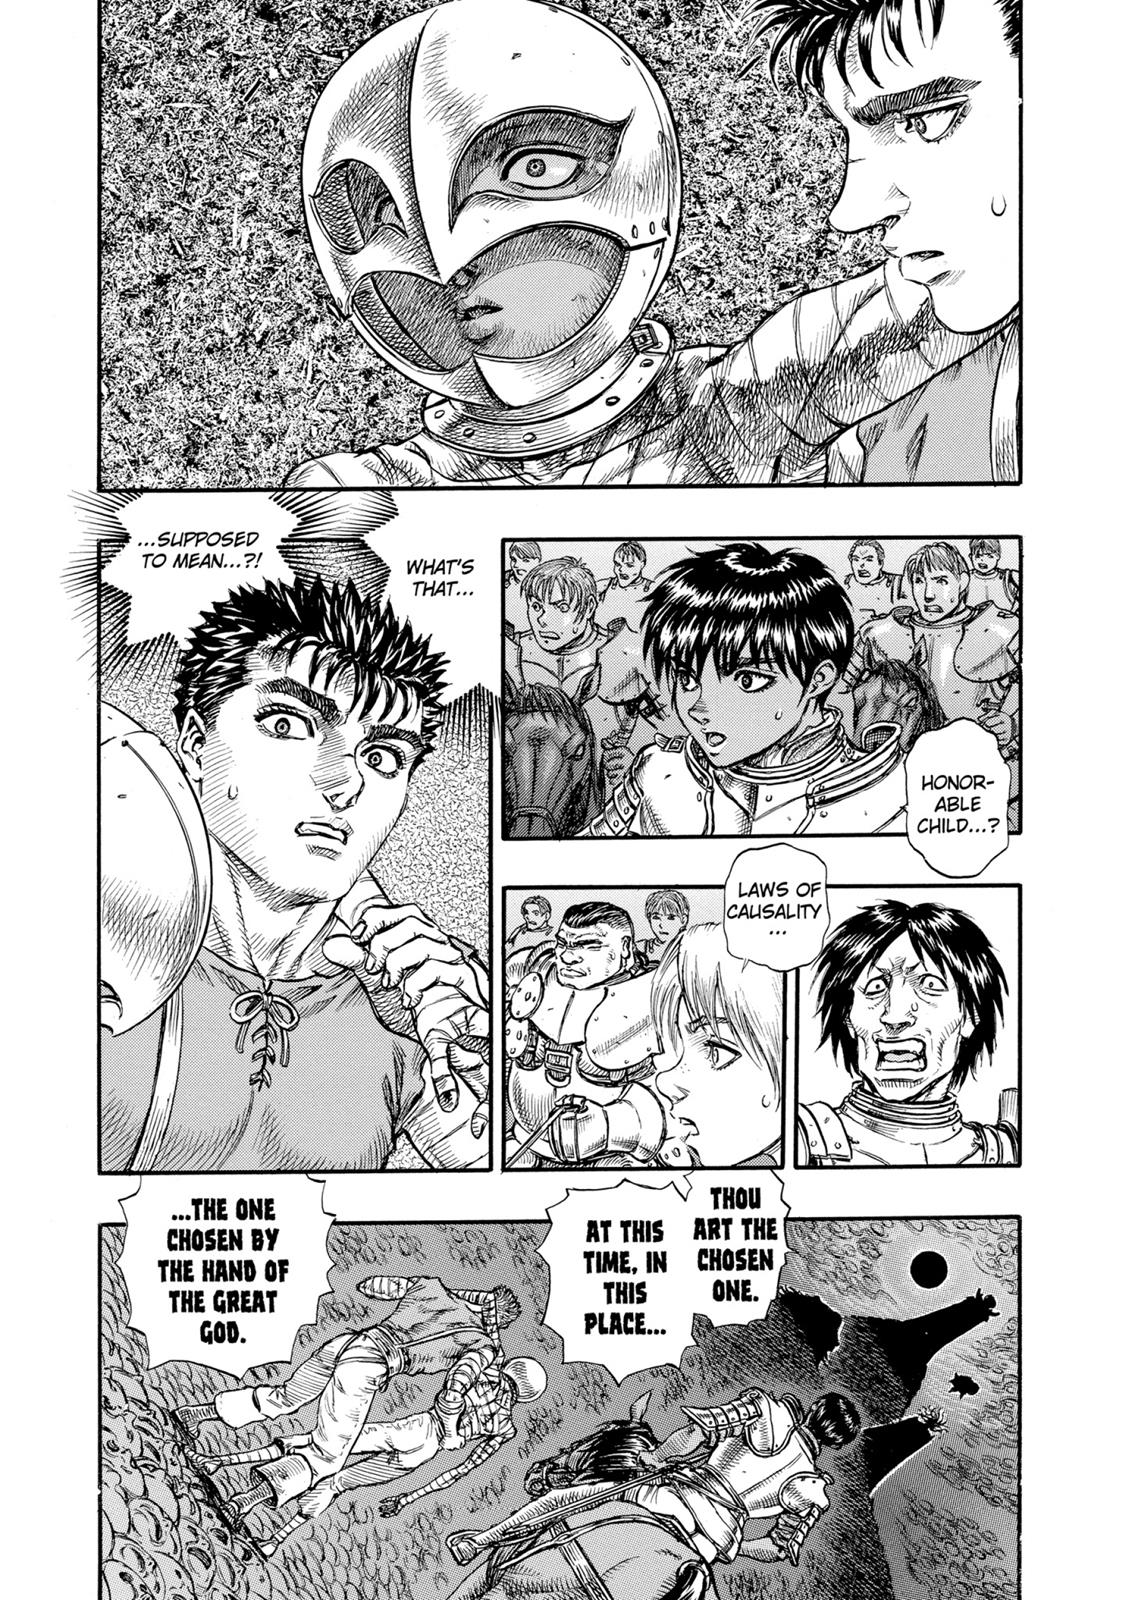 ...SUPPOSED
TO MEAN...?!
WHAT'S
THAT...
HONOR-
ABLE
CHILD...?
LAWS OF
CAUSALITY
...
...THE ONE
CHOSEN BY
THE HAND OF
THE GREAT
GOD.
AT THIS
TIME, IN
THIS
PLACE...
THOU
ART THE
CHOSEN
ONE.